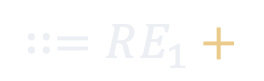 ::= RE₁ +